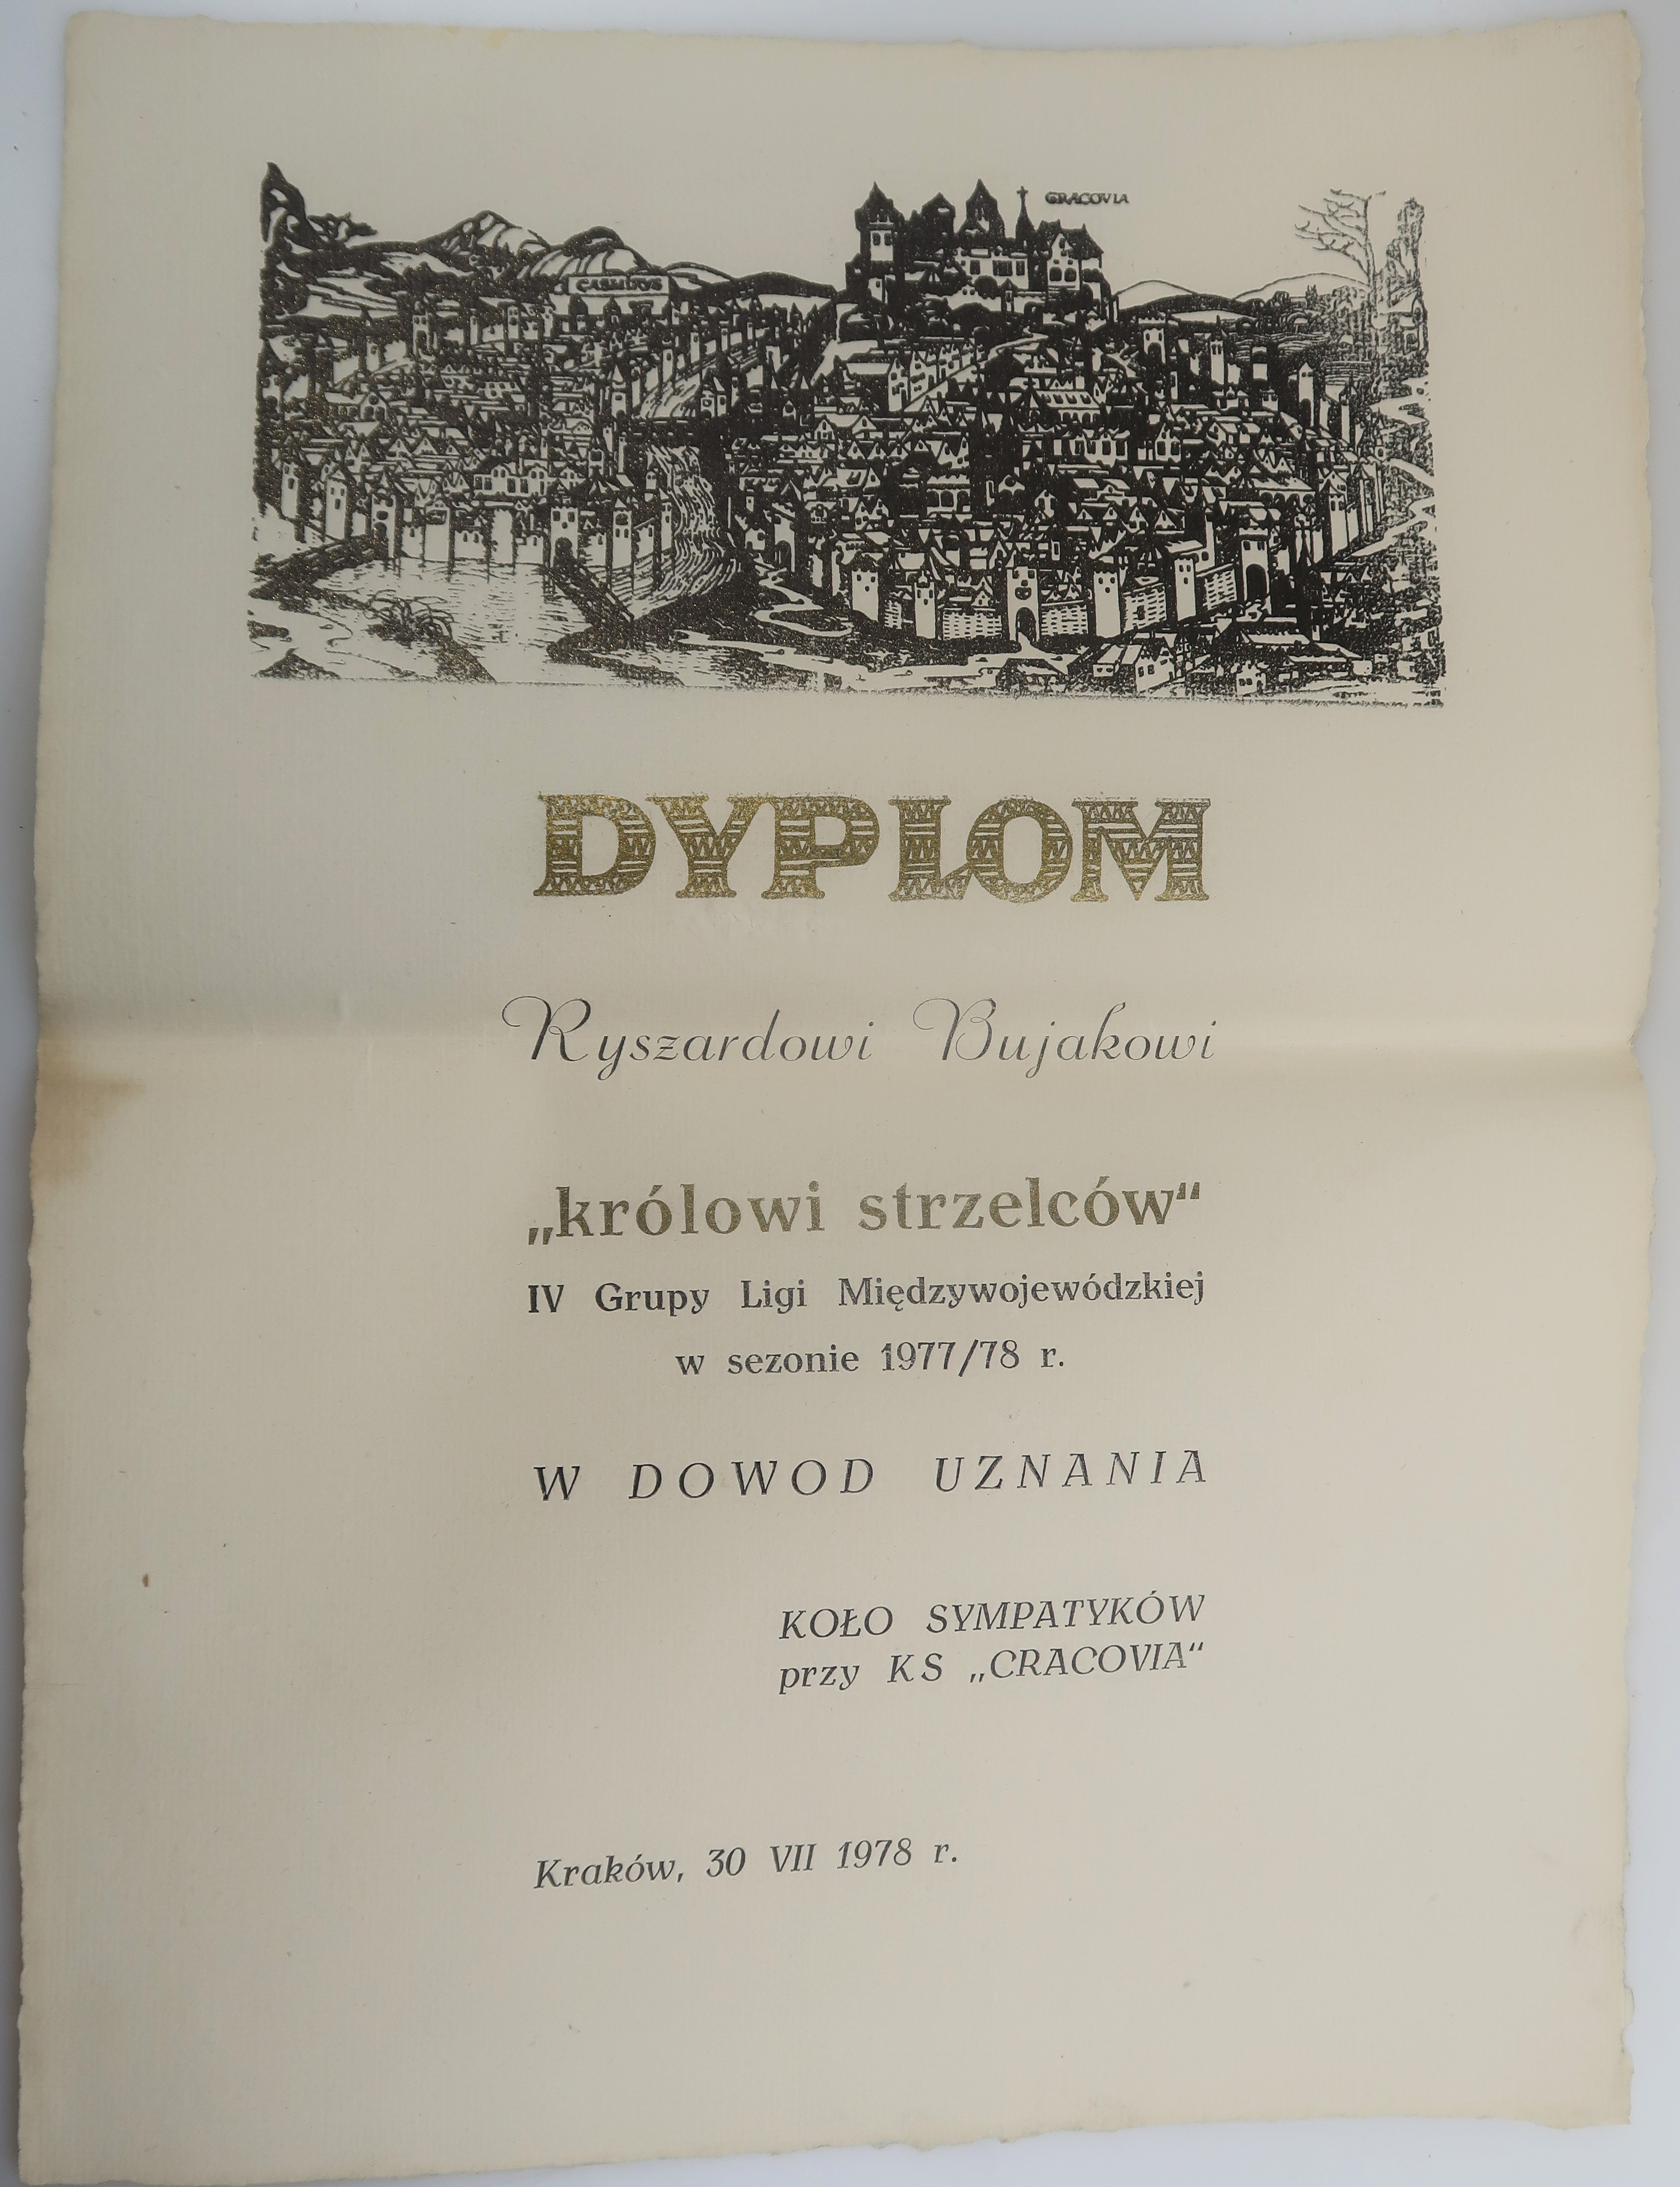 CRACOVIA
CASMIRVS
DYPLOM
Ryszardowi Bujakowi
„królowi strzelców“
IV Grupy Ligi Międzywojewódzkiej
w sezonie 1977/78 r.
W DOWOD UZNANIA
KOŁO SYMPATYKÓW
przy KS „CRACOVIA“
Kraków, 30 VII 1978 r.